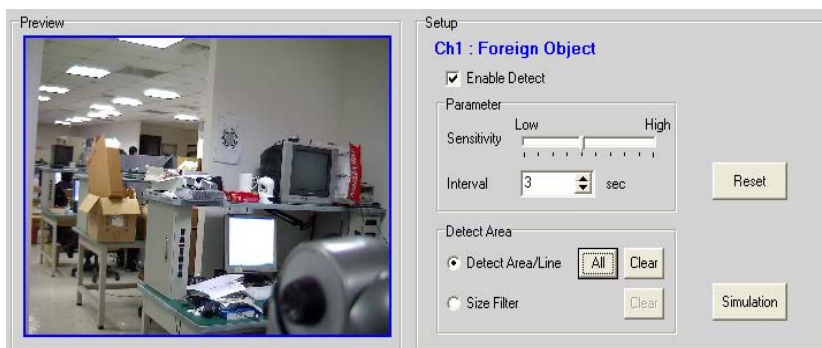 Preview
Setup
Ch1 : Foreign Object
Enable Detect
Parameter
Low High
Sensitivity
Interval 3 sec
Reset
Detect Area
Detect Area/Line All Clear
Size Filter Clear
Simulation